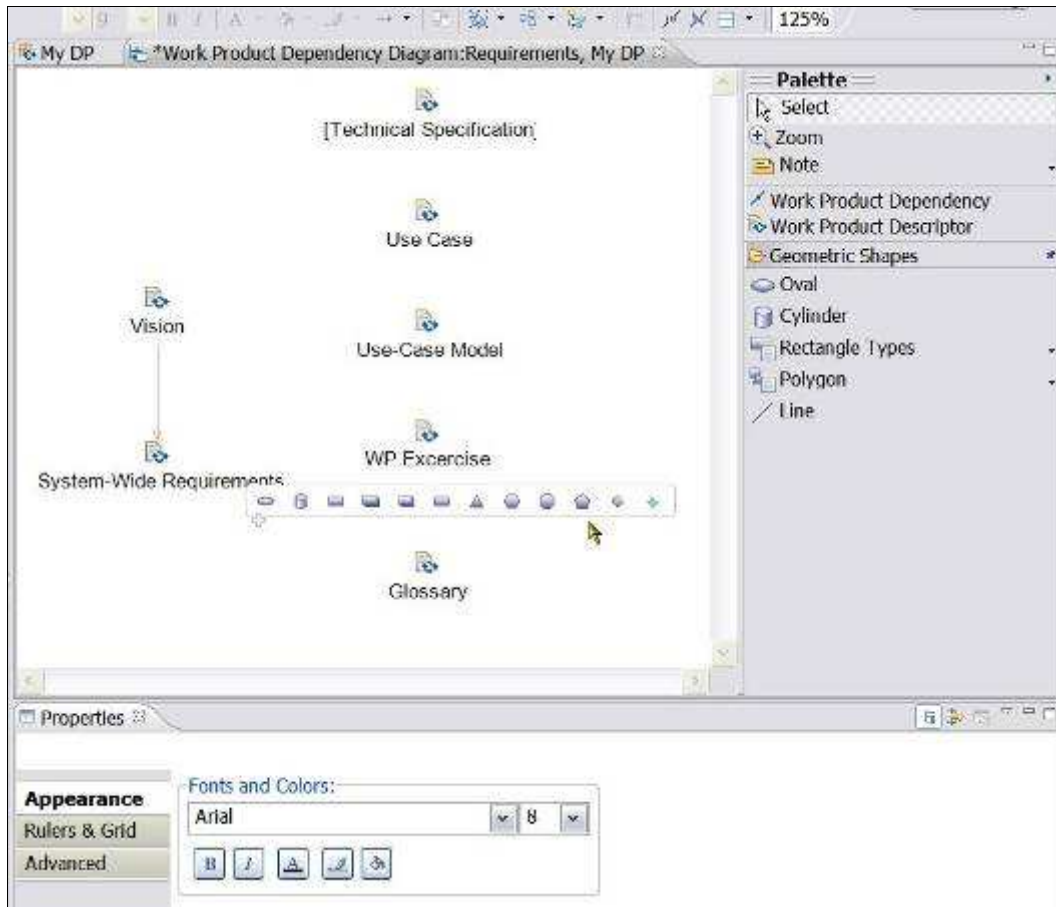 9 B I A 125%
My DP *Work Product Dependency Diagram:Requirements, My DP
[Technical Specification]
Use Case
Vision
Use-Case Model
WP Excercise
System-Wide Requirements
Glossary
Palette
Select
Zoom
Note
Work Product Dependency
Work Product Descriptor
Geometric Shapes
Oval
Cylinder
Rectangle Types
Polygon
Line
Properties
Appearance
Rulers & Grid
Advanced
Fonts and Colors:
Arial 8
B I A